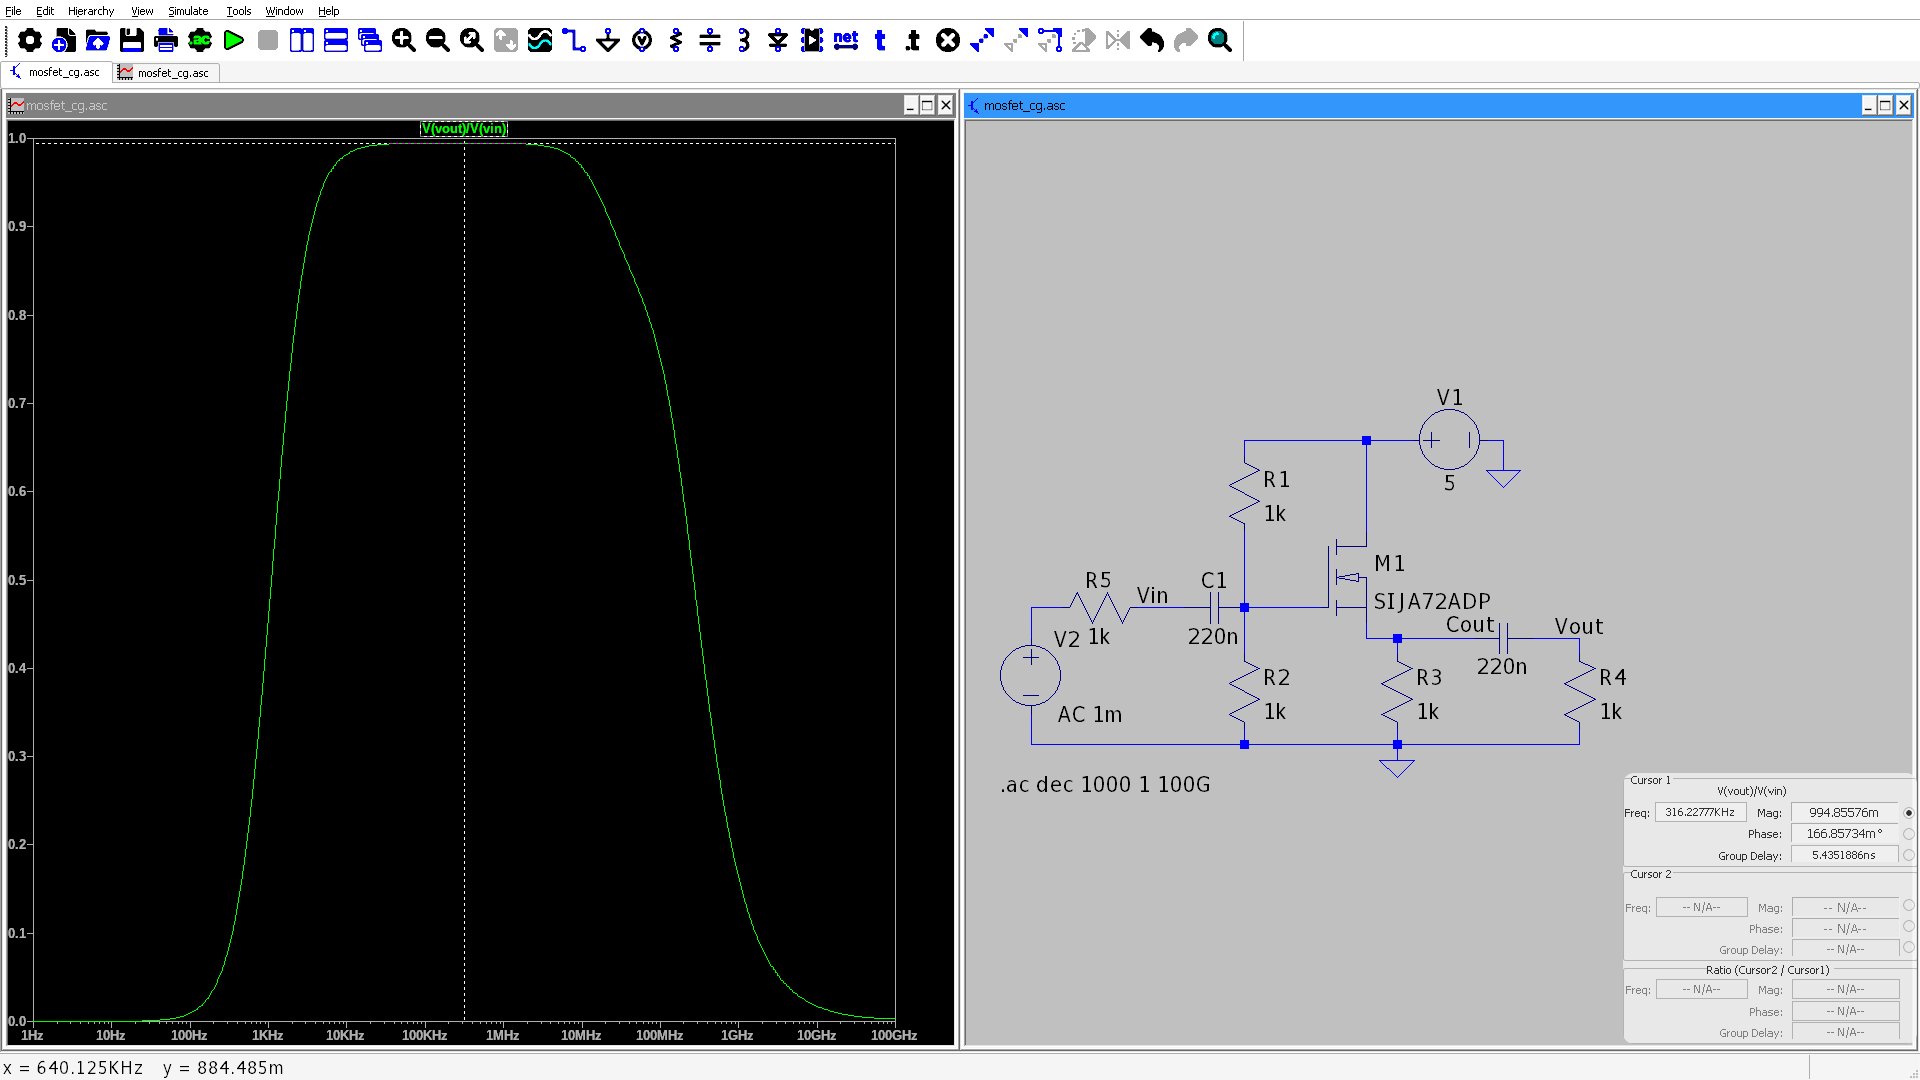 File Edit Hierarchy View Simulate Tools Window Help
.ac net t .t
mosfet_cg.asc mosfet_cg.asc
mosfet_cg.asc
V(vout)/V(vin)
1.0
0.9
0.8
0.7
0.6
0.5
0.4
0.3
0.2
0.1
0.0
1Hz 10Hz 100Hz 1KHz 10KHz 100KHz 1MHz 10MHz 100MHz 1GHz 10GHz 100GHz
mosfet_cg.asc
V1
5
R1
1k
M1
SIJA72ADP
R5
1k
Vin
C1
220n
V2
AC 1m
R2
1k
Cout
220n
Vout
R3
1k
R4
1k
.ac dec 1000 1 100G
Cursor 1
V(vout)/V(vin)
Freq: 316.22777KHz Mag: 994.85576m
Phase: 166.85734m°
Group Delay: 5.4351886ns
Cursor 2
Freq: -- N/A-- Mag: -- N/A--
Phase: -- N/A--
Group Delay: -- N/A--
Ratio (Cursor2 / Cursor1)
Freq: -- N/A-- Mag: -- N/A--
Phase: -- N/A--
Group Delay: -- N/A--
x = 640.125KHz y = 884.485m